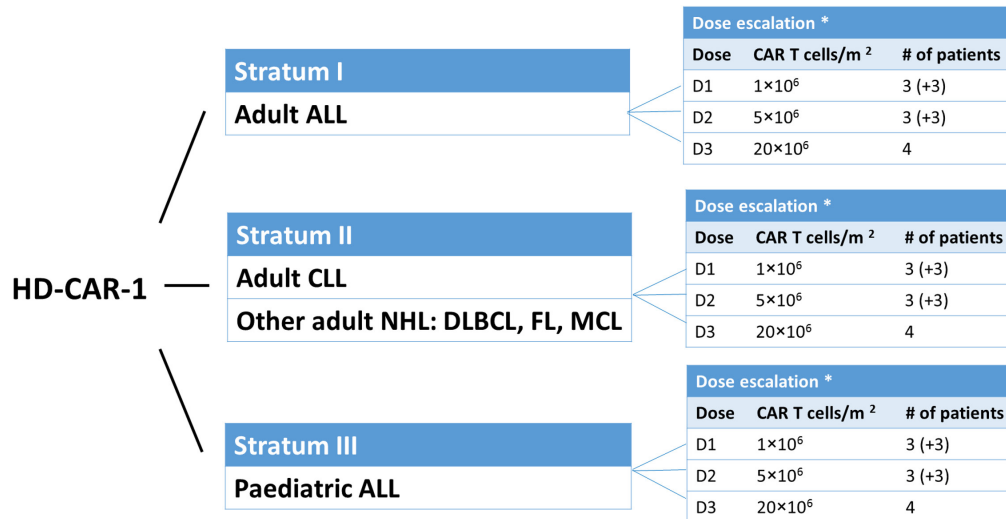 HD-CAR-1
Stratum I
Adult ALL
Dose escalation *
Dose CAR T cells/m ² # of patients
D1 1×10⁶ 3 (+3)
D2 5×10⁶ 3 (+3)
D3 20×10⁶ 4
Stratum II
Adult CLL
Other adult NHL: DLBCL, FL, MCL
Dose escalation *
Dose CAR T cells/m ² # of patients
D1 1×10⁶ 3 (+3)
D2 5×10⁶ 3 (+3)
D3 20×10⁶ 4
Stratum III
Paediatric ALL
Dose escalation *
Dose CAR T cells/m ² # of patients
D1 1×10⁶ 3 (+3)
D2 5×10⁶ 3 (+3)
D3 20×10⁶ 4